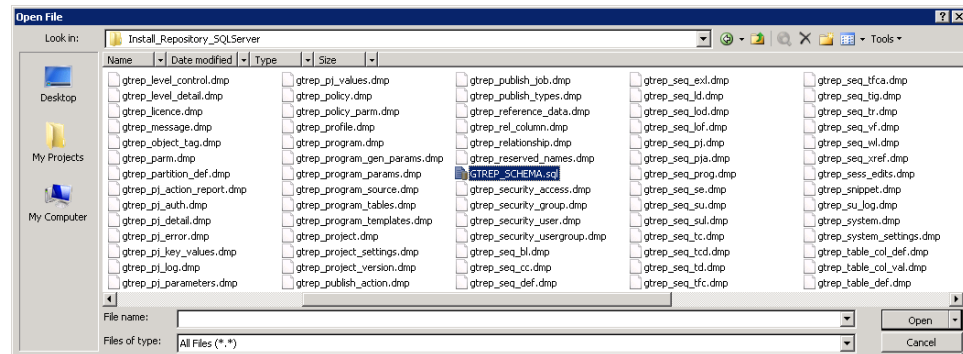 Open File
Look in: Install_Repository_SQLServer Tools
Name Date modified Type Size
Desktop
My Projects
My Computer
gtrep_level_control.dmp
gtrep_level_detail.dmp
gtrep_licence.dmp
gtrep_message.dmp
gtrep_object_tag.dmp
gtrep_parm.dmp
gtrep_partition_def.dmp
gtrep_pj_action_report.dmp
gtrep_pj_auth.dmp
gtrep_pj_detail.dmp
gtrep_pj_error.dmp
gtrep_pj_key_values.dmp
gtrep_pj_log.dmp
gtrep_pj_parameters.dmp
gtrep_pj_values.dmp
gtrep_policy.dmp
gtrep_policy_parm.dmp
gtrep_profile.dmp
gtrep_program.dmp
gtrep_program_gen_params.dmp
gtrep_program_params.dmp
gtrep_program_source.dmp
gtrep_program_tables.dmp
gtrep_program_templates.dmp
gtrep_project.dmp
gtrep_project_settings.dmp
gtrep_project_version.dmp
gtrep_publish_action.dmp
gtrep_publish_job.dmp
gtrep_publish_types.dmp
gtrep_reference_data.dmp
gtrep_rel_column.dmp
gtrep_relationship.dmp
gtrep_reserved_names.dmp
GTREP_SCHEMA.sql
gtrep_security_access.dmp
gtrep_security_group.dmp
gtrep_security_user.dmp
gtrep_security_usergroup.dmp
gtrep_seq_bl.dmp
gtrep_seq_cc.dmp
gtrep_seq_def.dmp
gtrep_seq_exl.dmp
gtrep_seq_ld.dmp
gtrep_seq_lod.dmp
gtrep_seq_lof.dmp
gtrep_seq_pj.dmp
gtrep_seq_pja.dmp
gtrep_seq_prog.dmp
gtrep_seq_se.dmp
gtrep_seq_su.dmp
gtrep_seq_sul.dmp
gtrep_seq_tc.dmp
gtrep_seq_tcd.dmp
gtrep_seq_td.dmp
gtrep_seq_tfc.dmp
gtrep_seq_tfca.dmp
gtrep_seq_tig.dmp
gtrep_seq_tr.dmp
gtrep_seq_vf.dmp
gtrep_seq_wl.dmp
gtrep_seq_xref.dmp
gtrep_sess_edits.dmp
gtrep_snippet.dmp
gtrep_su_log.dmp
gtrep_system.dmp
gtrep_system_settings.dmp
gtrep_table_col_def.dmp
gtrep_table_col_val.dmp
gtrep_table_def.dmp
File name: Open
Files of type: All Files (*.*) Cancel